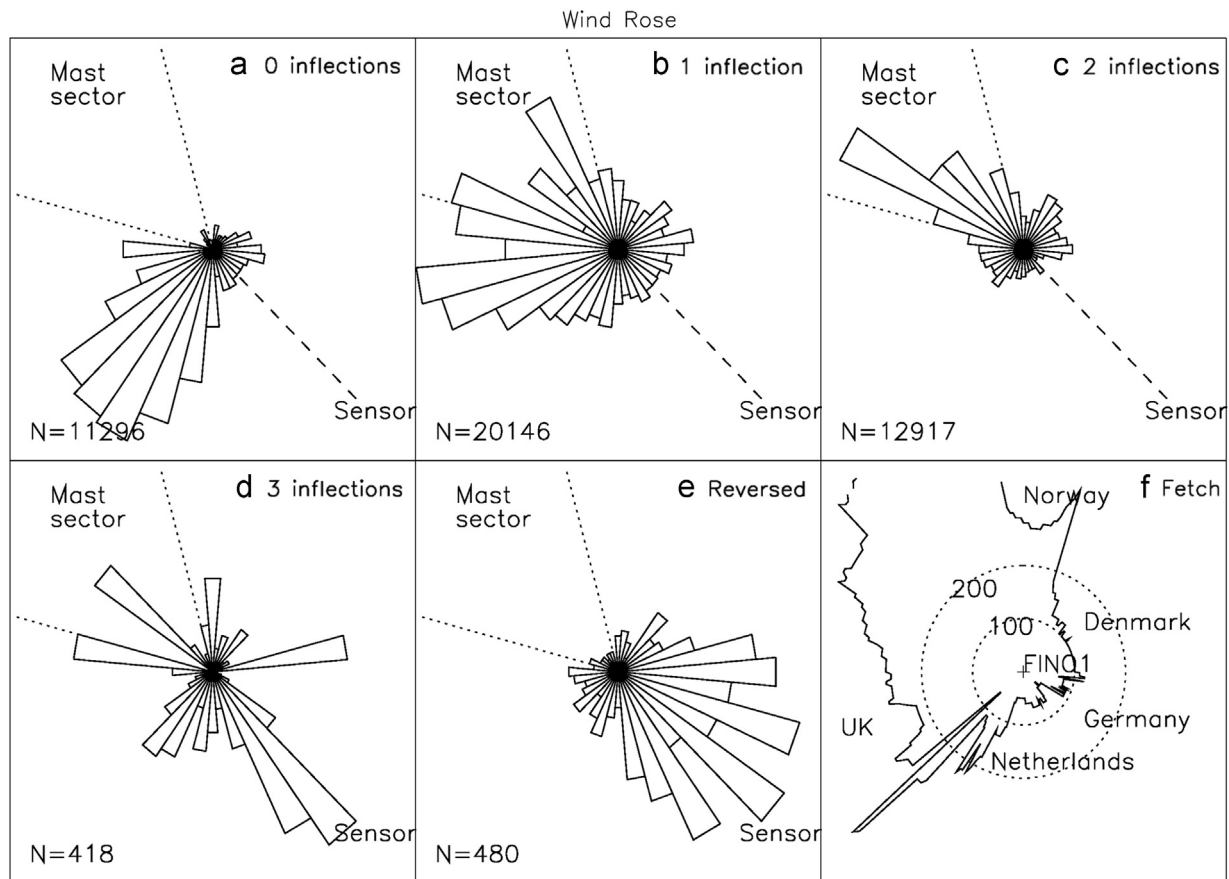 Wind Rose
a 0 inflections
Mast
sector
Sensor
N=11296
b 1 inflection
Mast
sector
Sensor
N=20146
c 2 inflections
Mast
sector
Sensor
N=12917
d 3 inflections
Mast
sector
Sensor
N=418
e Reversed
Mast
sector
Sensor
N=480
f Fetch
Norway
200
100
Denmark
FINO1
Germany
UK
Netherlands